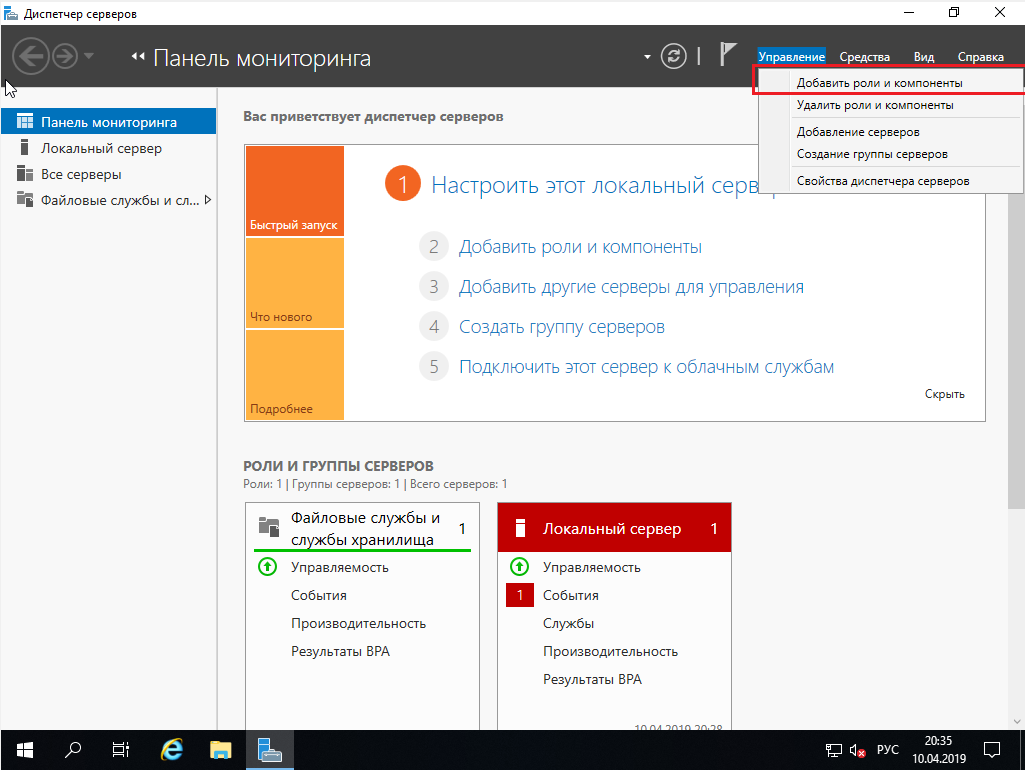 Диспетчер серверов
Панель мониторинга
Управление Средства Вид Справка
Добавить роли и компоненты
Удалить роли и компоненты
Добавление серверов
Создание группы серверов
Свойства диспетчера серверов
Панель мониторинга
Локальный сервер
Все серверы
Файловые службы и сл...
Вас приветствует диспетчер серверов
Быстрый запуск
Что нового
Подробнее
1 Настроить этот локальный
2 Добавить роли и компоненты
3 Добавить другие серверы для управления
4 Создать группу серверов
5 Подключить этот сервер к облачным службам
Скрыть
РОЛИ И ГРУППЫ СЕРВЕРОВ
Роли: 1 | Группы серверов: 1 | Всего серверов: 1
Файловые службы и
службы хранилища 1
Управляемость
События
Производительность
Результаты BPA
Локальный сервер 1
Управляемость
1 События
Службы
Производительность
Результаты BPA
10.04.2019 20:28
РУС
20:35
10.04.2019